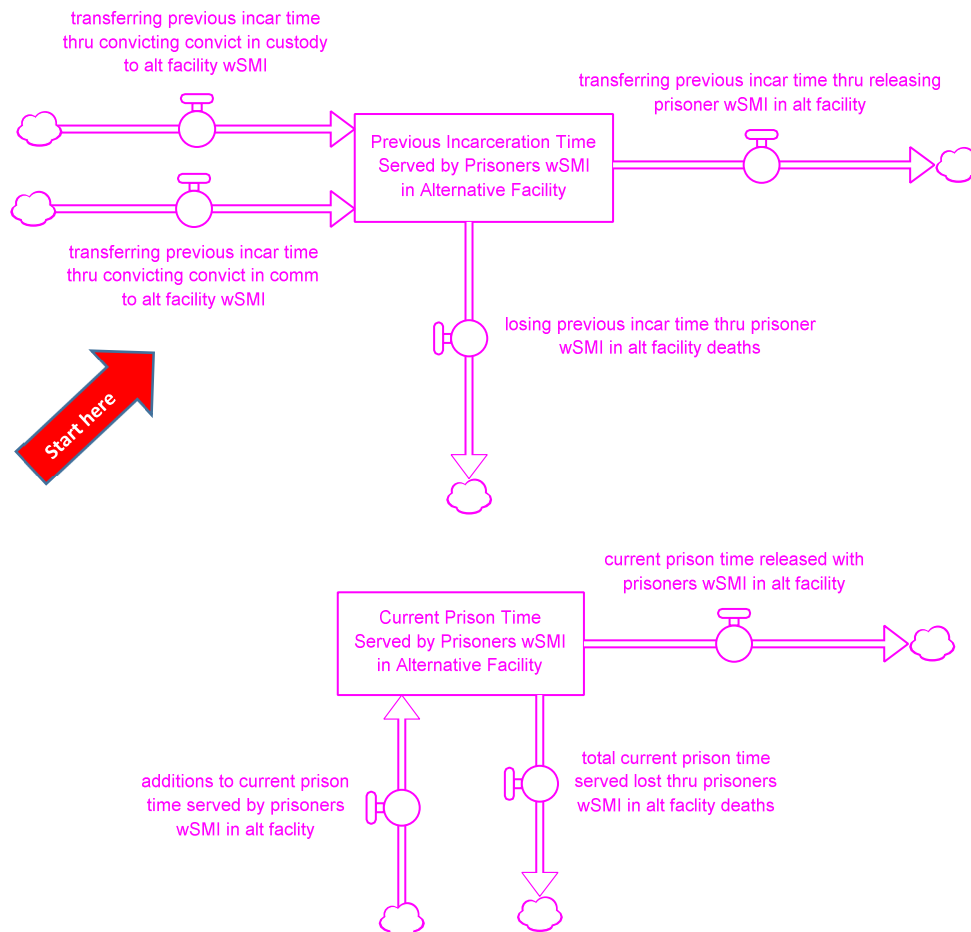 transferring previous incar time
thru convicting convict in custody
to alt facility wSMI
transferring previous incar time thru releasing
prisoner wSMI in alt facility
Previous Incarceration Time
Served by Prisoners wSMI
in Alternative Facility
transferring previous incar time
thru convicting convict in comm
to alt facility wSMI
losing previous incar time thru prisoner
wSMI in alt facility deaths
Start here
current prison time released with
prisoners wSMI in alt facility
Current Prison Time
Served by Prisoners wSMI
in Alternative Facility
additions to current prison
time served by prisoners
wSMI in alt faclity
total current prison time
served lost thru prisoners
wSMI in alt facclity deaths